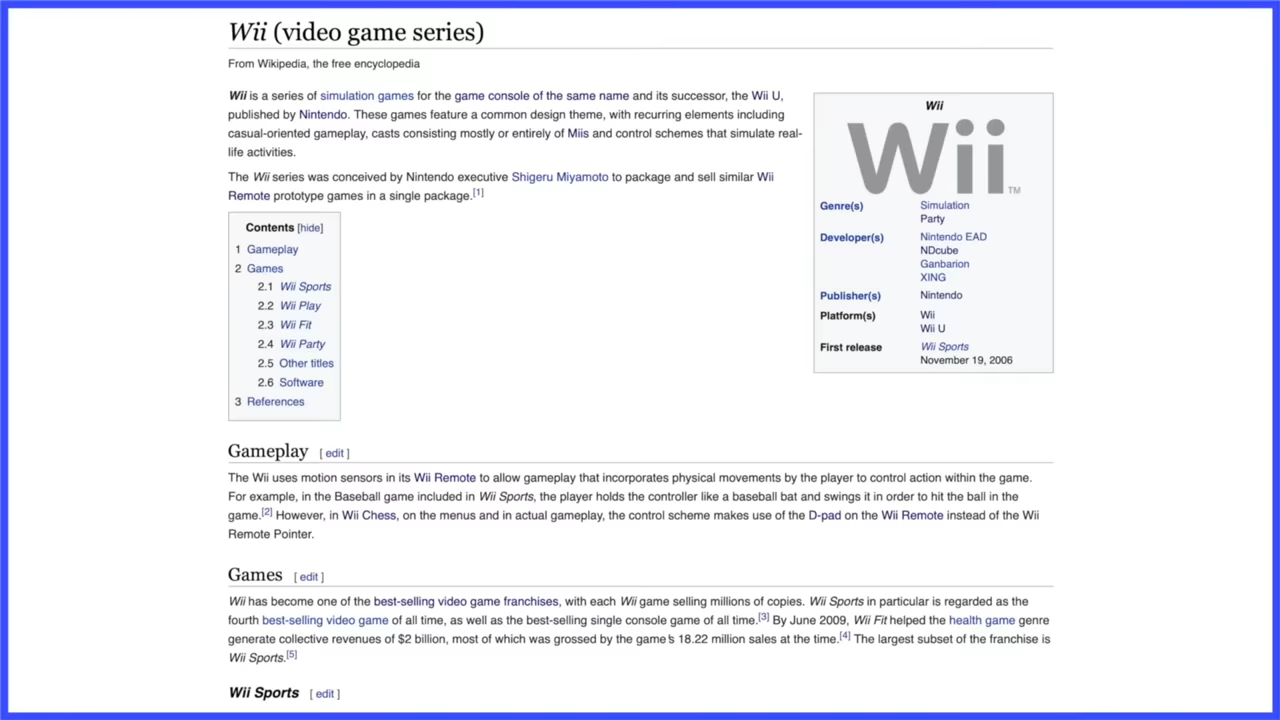 Wii (video game series)
From Wikipedia, the free encyclopedia
Wii is a series of simulation games for the game console of the same name and its successor, the Wii U,
published by Nintendo. These games feature a common design theme, with recurring elements including
casual-oriented gameplay, casts consisting mostly or entirely of Miis and control schemes that simulate real-
life activities.
The Wii series was conceived by Nintendo executive Shigeru Miyamoto to package and sell similar Wii
Remote prototype games in a single package.[1]
Contents [hide]
1 Gameplay
2 Games
2.1 Wii Sports
2.2 Wii Play
2.3 Wii Fit
2.4 Wii Party
2.5 Other titles
2.6 Software
3 References
Wii
Wii TM
Genre(s) Simulation
Party
Developer(s) Nintendo EAD
NDcube
Ganbarion
XING
Publisher(s) Nintendo
Platform(s) Wii
Wii U
First release Wii Sports
November 19, 2006
Gameplay [ edit ]
The Wii uses motion sensors in its Wii Remote to allow gameplay that incorporates physical movements by the player to control action within the game.
For example, in the Baseball game included in Wii Sports, the player holds the controller like a baseball bat and swings it in order to hit the ball in the
game.[2] However, in Wii Chess, on the menus and in actual gameplay, the control scheme makes use of the D-pad on the Wii Remote instead of the Wii
Remote Pointer.
Games [ edit ]
Wii has become one of the best-selling video game franchises, with each Wii game selling millions of copies. Wii Sports in particular is regarded as the
fourth best-selling video game of all time, as well as the best-selling single console game of all time.[3] By June 2009, Wii Fit helped the health game genre
generate collective revenues of $2 billion, most of which was grossed by the game's 18.22 million sales at the time.[4] The largest subset of the franchise is
Wii Sports.[5]
Wii Sports [ edit ]